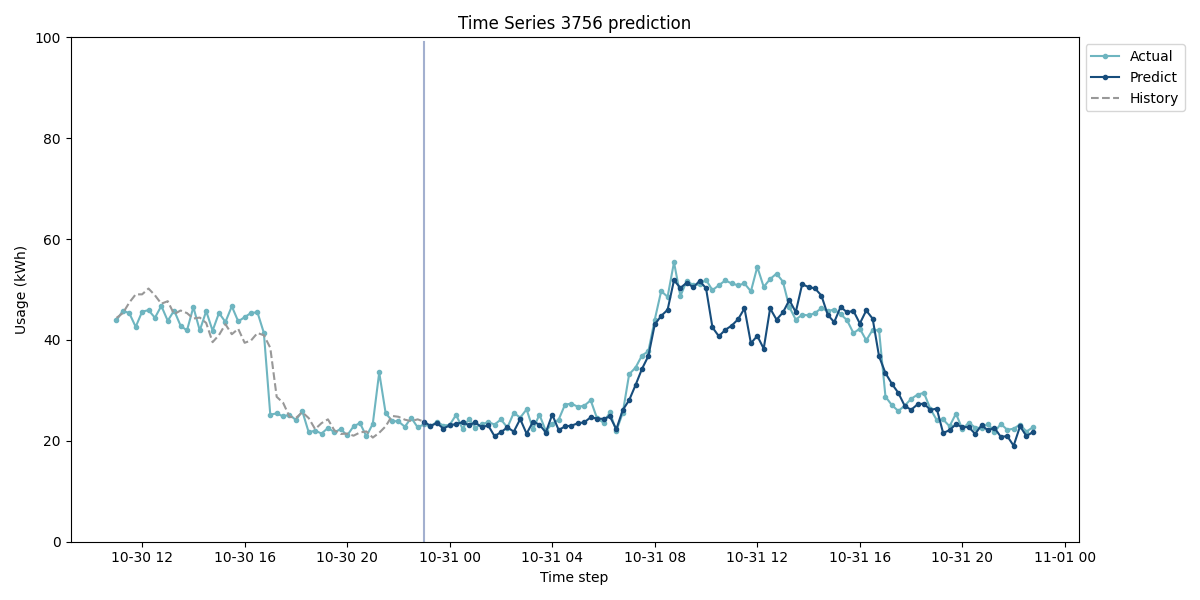 Time Series 3756 prediction
100
80
60
40
20
0
Usage (kWh)
10-30 12
10-30 16
10-30 20
10-31 00
10-31 04
10-31 08
10-31 12
10-31 16
10-31 20
11-01 00
Time step
Actual
Predict
History